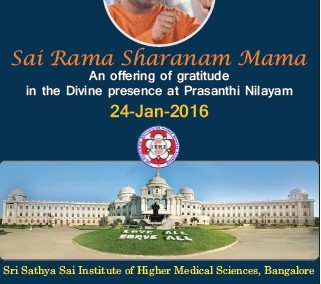 Sai Rama Sharanam Mama
An offering of gratitude
in the Divine presence at Prasanthi Nilayam
24-Jan-2016
LOVE ALL
SERVE ALL
Sri Sathya Sai Institute of Higher Medical Sciences, Bangalore